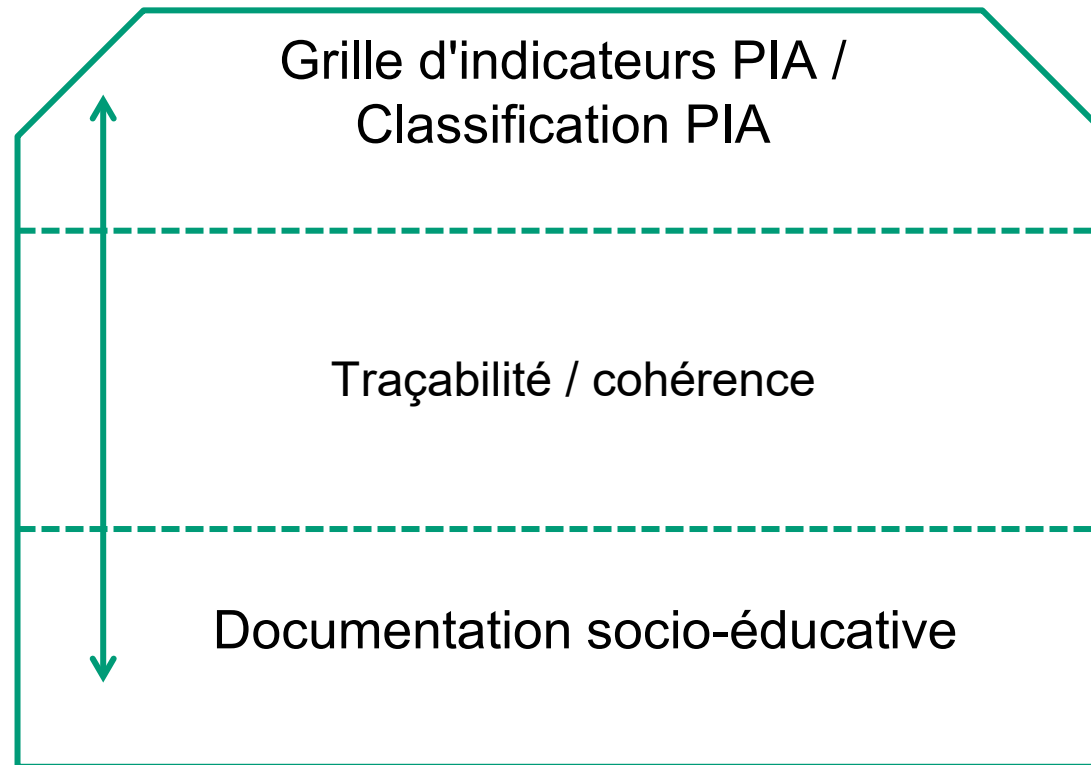 Grille d'indicateurs PIA /
Classification PIA
Traçabilité / cohérence
Documentation socio-éducative